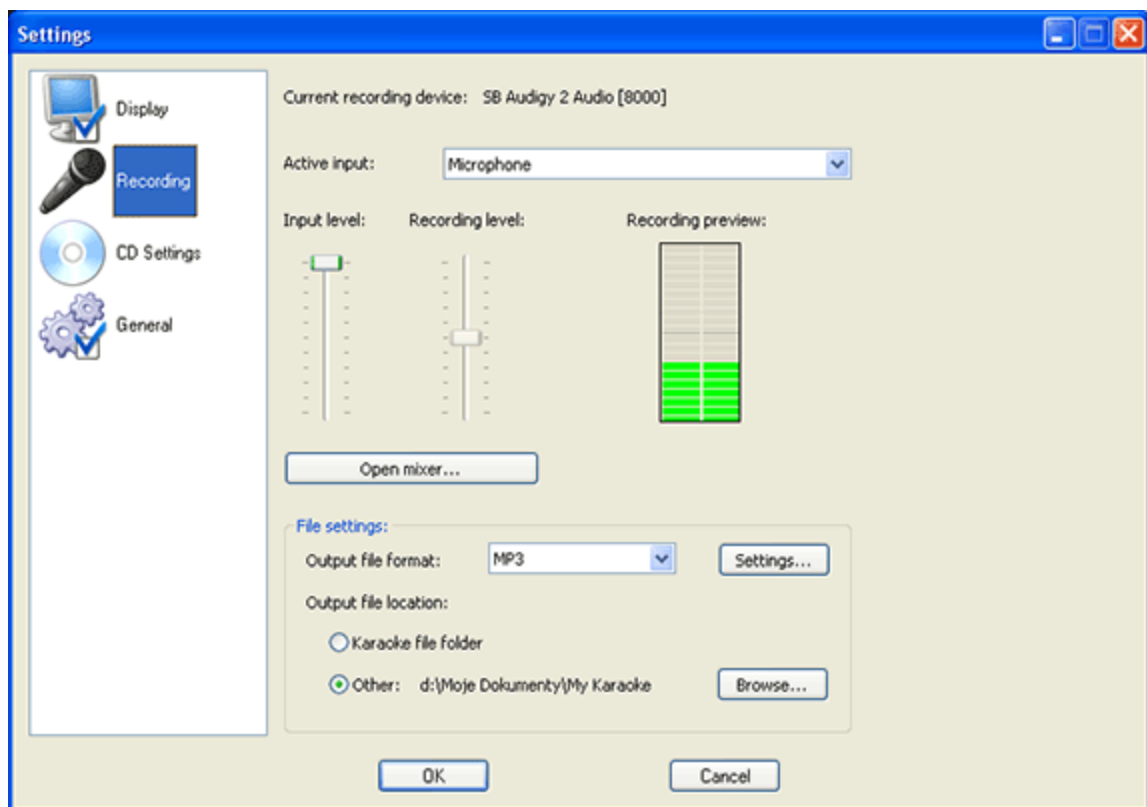 Settings
Display
Recording
CD Settings
General
Current recording device: SB Audigy 2 Audio [8000]
Active input: Microphone
Input level: Recording level: Recording preview:
Open mixer...
File settings:
Output file format: MP3 Settings...
Output file location:
Karaoke file folder
Other: d:\Moje Dokumenty\My Karaoke Browse...
OK Cancel